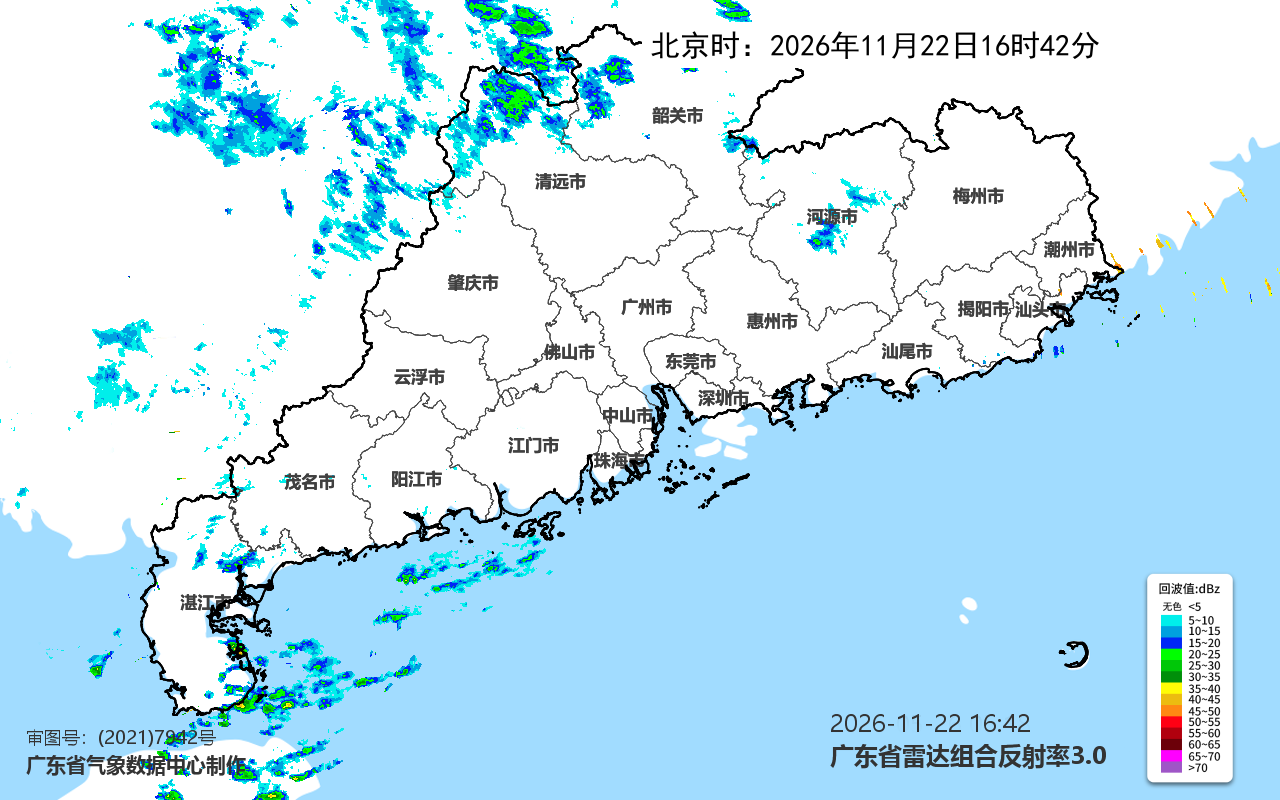 北京时：2026年11月22日16时42分
韶关市
清远市
梅州市
河源市
潮州市
肇庆市
广州市
揭阳市
汕头市
惠州市
佛山市
汕尾市
东莞市
云浮市
深圳市
中山市
江门市
珠海市
茂名市
阳江市
湛江市
回波值:dBz
无色 <5
5~10
10~15
15~20
20~25
25~30
30~35
35~40
40~45
45~50
50~55
55~60
60~65
65~70
>70
2026-11-22 16:42
广东省雷达组合反射率3.0
审图号：(2021)7942号
广东省气象数据中心制作